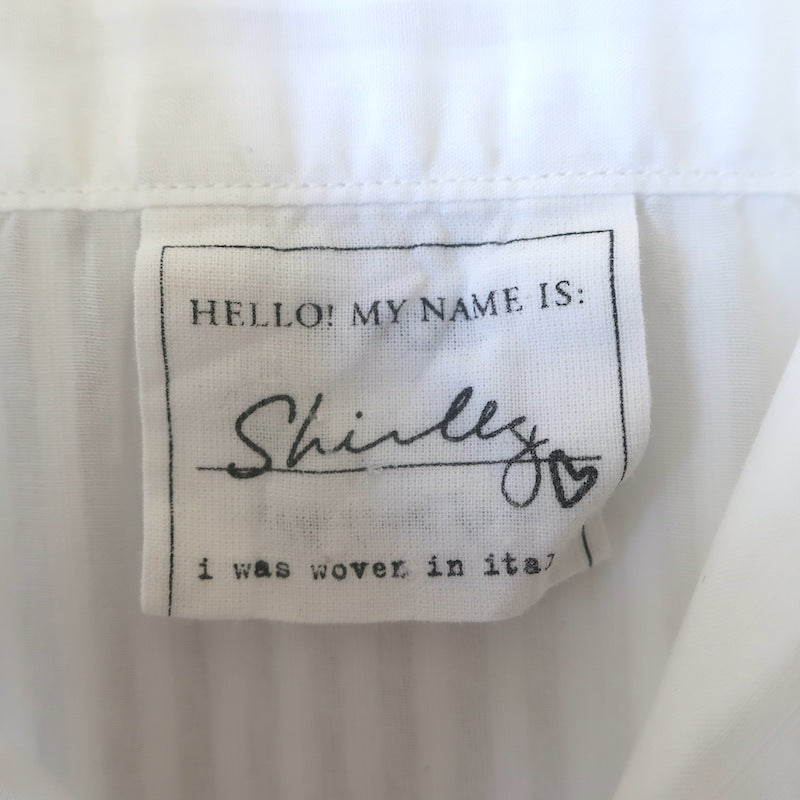 HELLO! MY NAME IS:
Shirley
i was woven in ita